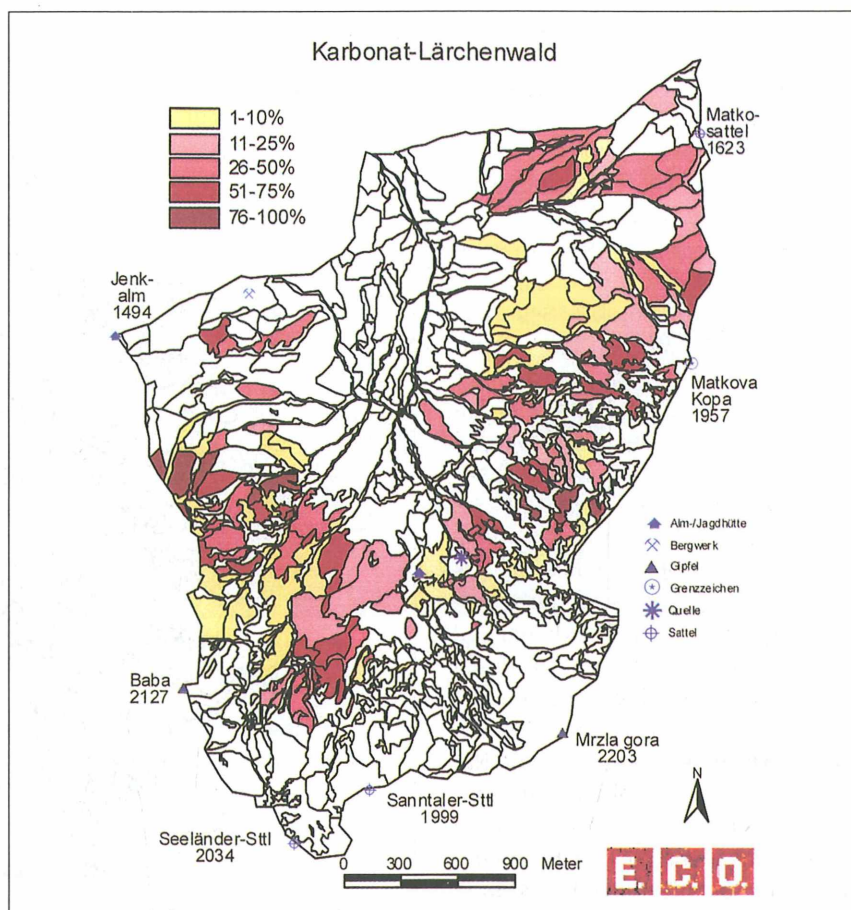 Karbonat-Lärchenwald
1-10%
11-25%
26-50%
51-75%
76-100%
Matko-
sattel
1623
Jenk-
alm
1494
Matkova
Kopa
1957
Alm-/Jagdhütte
Bergwerk
Gipfel
Grenzzeichen
Quelle
Sattel
Baba
2127
Mrzla gora
2203
Sanntaler-Sttl
1999
Seeländer-Sttl
2034
N
0 300 600 900 Meter
E.C.O.